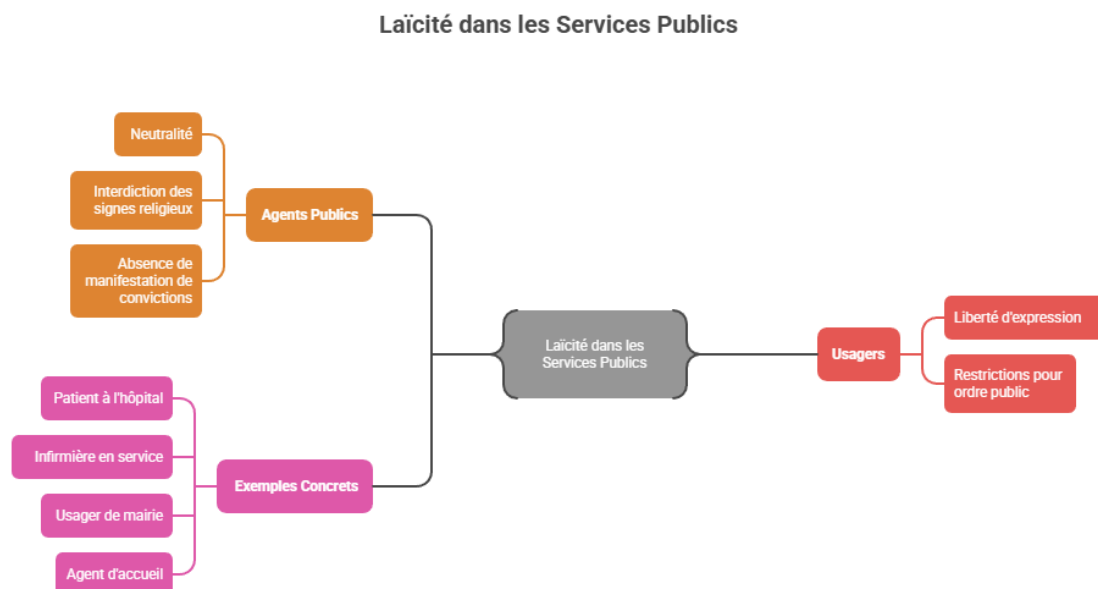 Laïcité dans les Services Publics
Neutralité
Interdiction des
signes religieux
Absence de
manifestation de
convictions
Agents Publics
Patient à l'hôpital
Infirmière en service
Usager de mairie
Agent d'accueil
Exemples Concrets
Laïcité dans les
Services Publics
Usagers
Liberté d'expression
Restrictions pour
ordre public